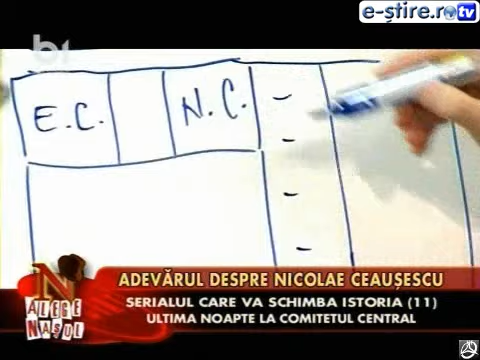 e-știre.ro tv
b1
E.C.
N.C.
N
ALEGE
NAȘUL
ADEVĂRUL DESPRE NICOLAE CEAUȘESCU
SERIALUL CARE VA SCHIMBA ISTORIA (11)
ULTIMA NOAPTE LA COMITETUL CENTRAL